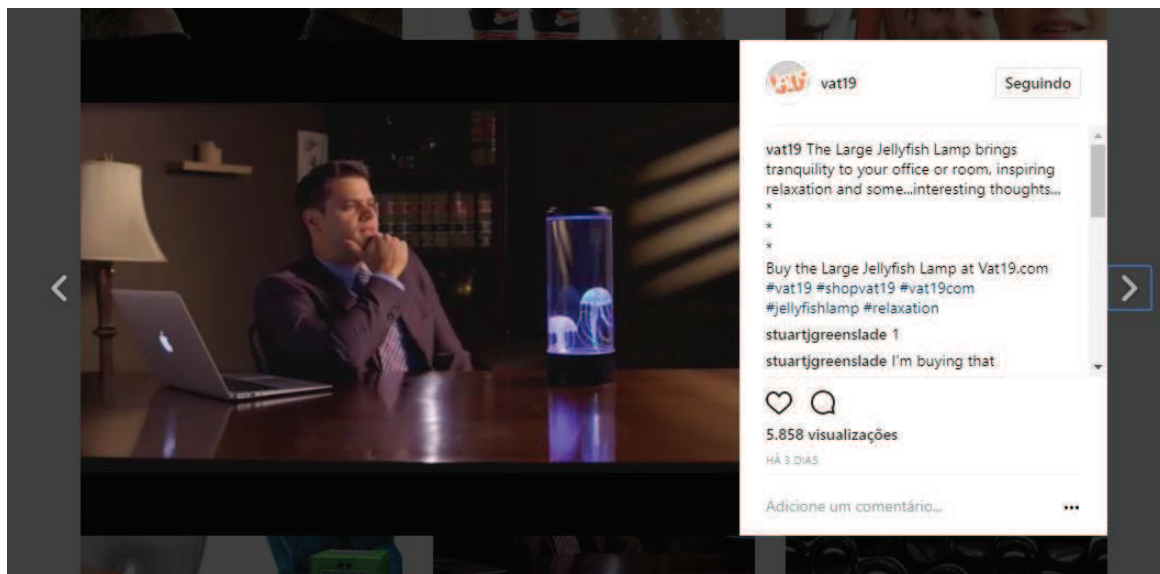 vat19
Seguindo
vat19 The Large Jellyfish Lamp brings
tranquility to your office or room, inspiring
relaxation and some...interesting thoughts...
*
*
*
Buy the Large Jellyfish Lamp at Vat19.com
#vat19 #shopvat19 #vat19com
#jellyfishlamp #relaxation
stuartjgreenslade 1
stuartjgreenslade I'm buying that
5.858 visualizações
HÁ 3 DIAS
Adicione um comentário...